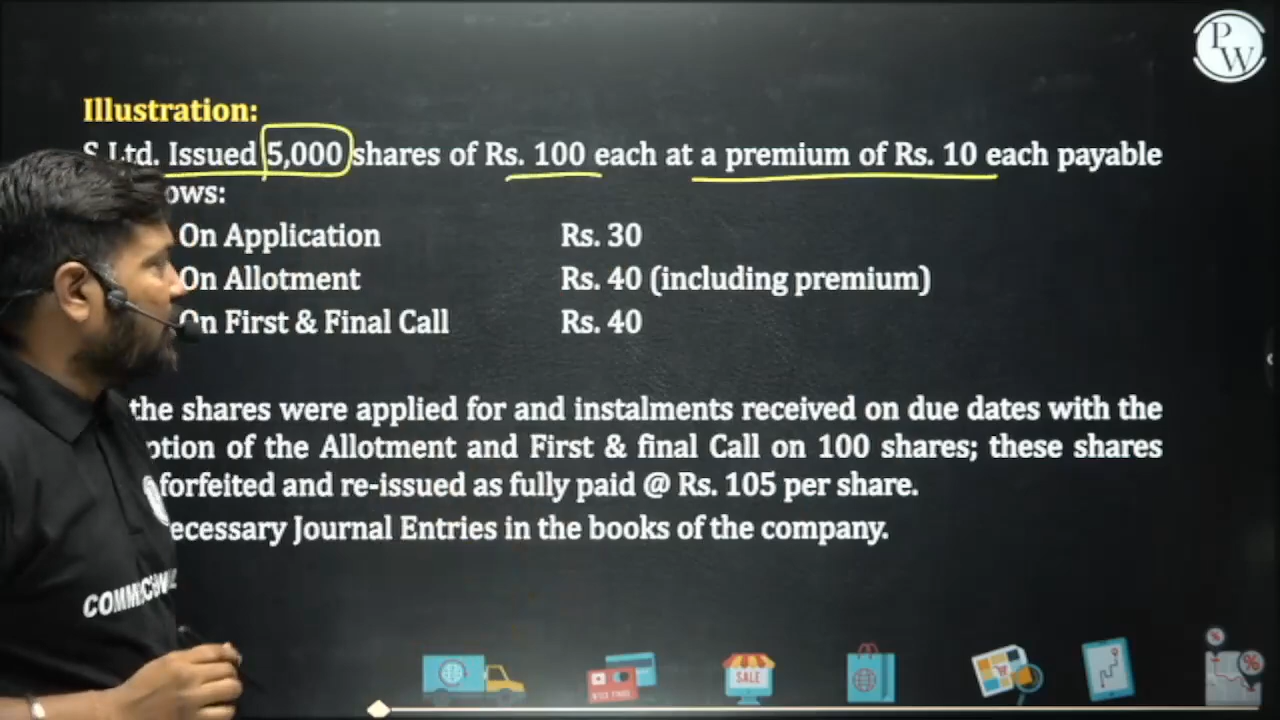 PW
Illustration:
S Ltd. Issued 5,000 shares of Rs. 100 each at a premium of Rs. 10 each payable
ows:
On Application Rs. 30
On Allotment Rs. 40 (including premium)
On First & Final Call Rs. 40
the shares were applied for and instalments received on due dates with the
ption of the Allotment and First & final Call on 100 shares; these shares
forfeited and re-issued as fully paid @ Rs. 105 per share.
ecessary Journal Entries in the books of the company.
SALE